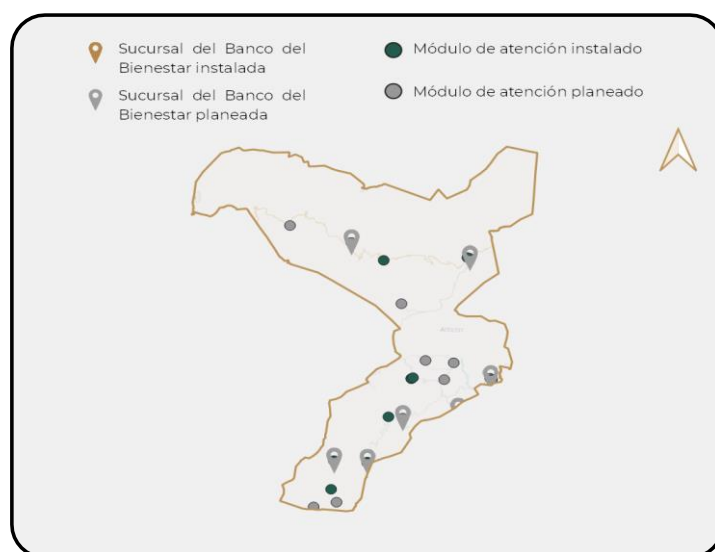 Sucursal del Banco del
Bienestar instalada
Módulo de atención instalado
Sucursal del Banco del
Bienestar planeada
Módulo de atención planeado